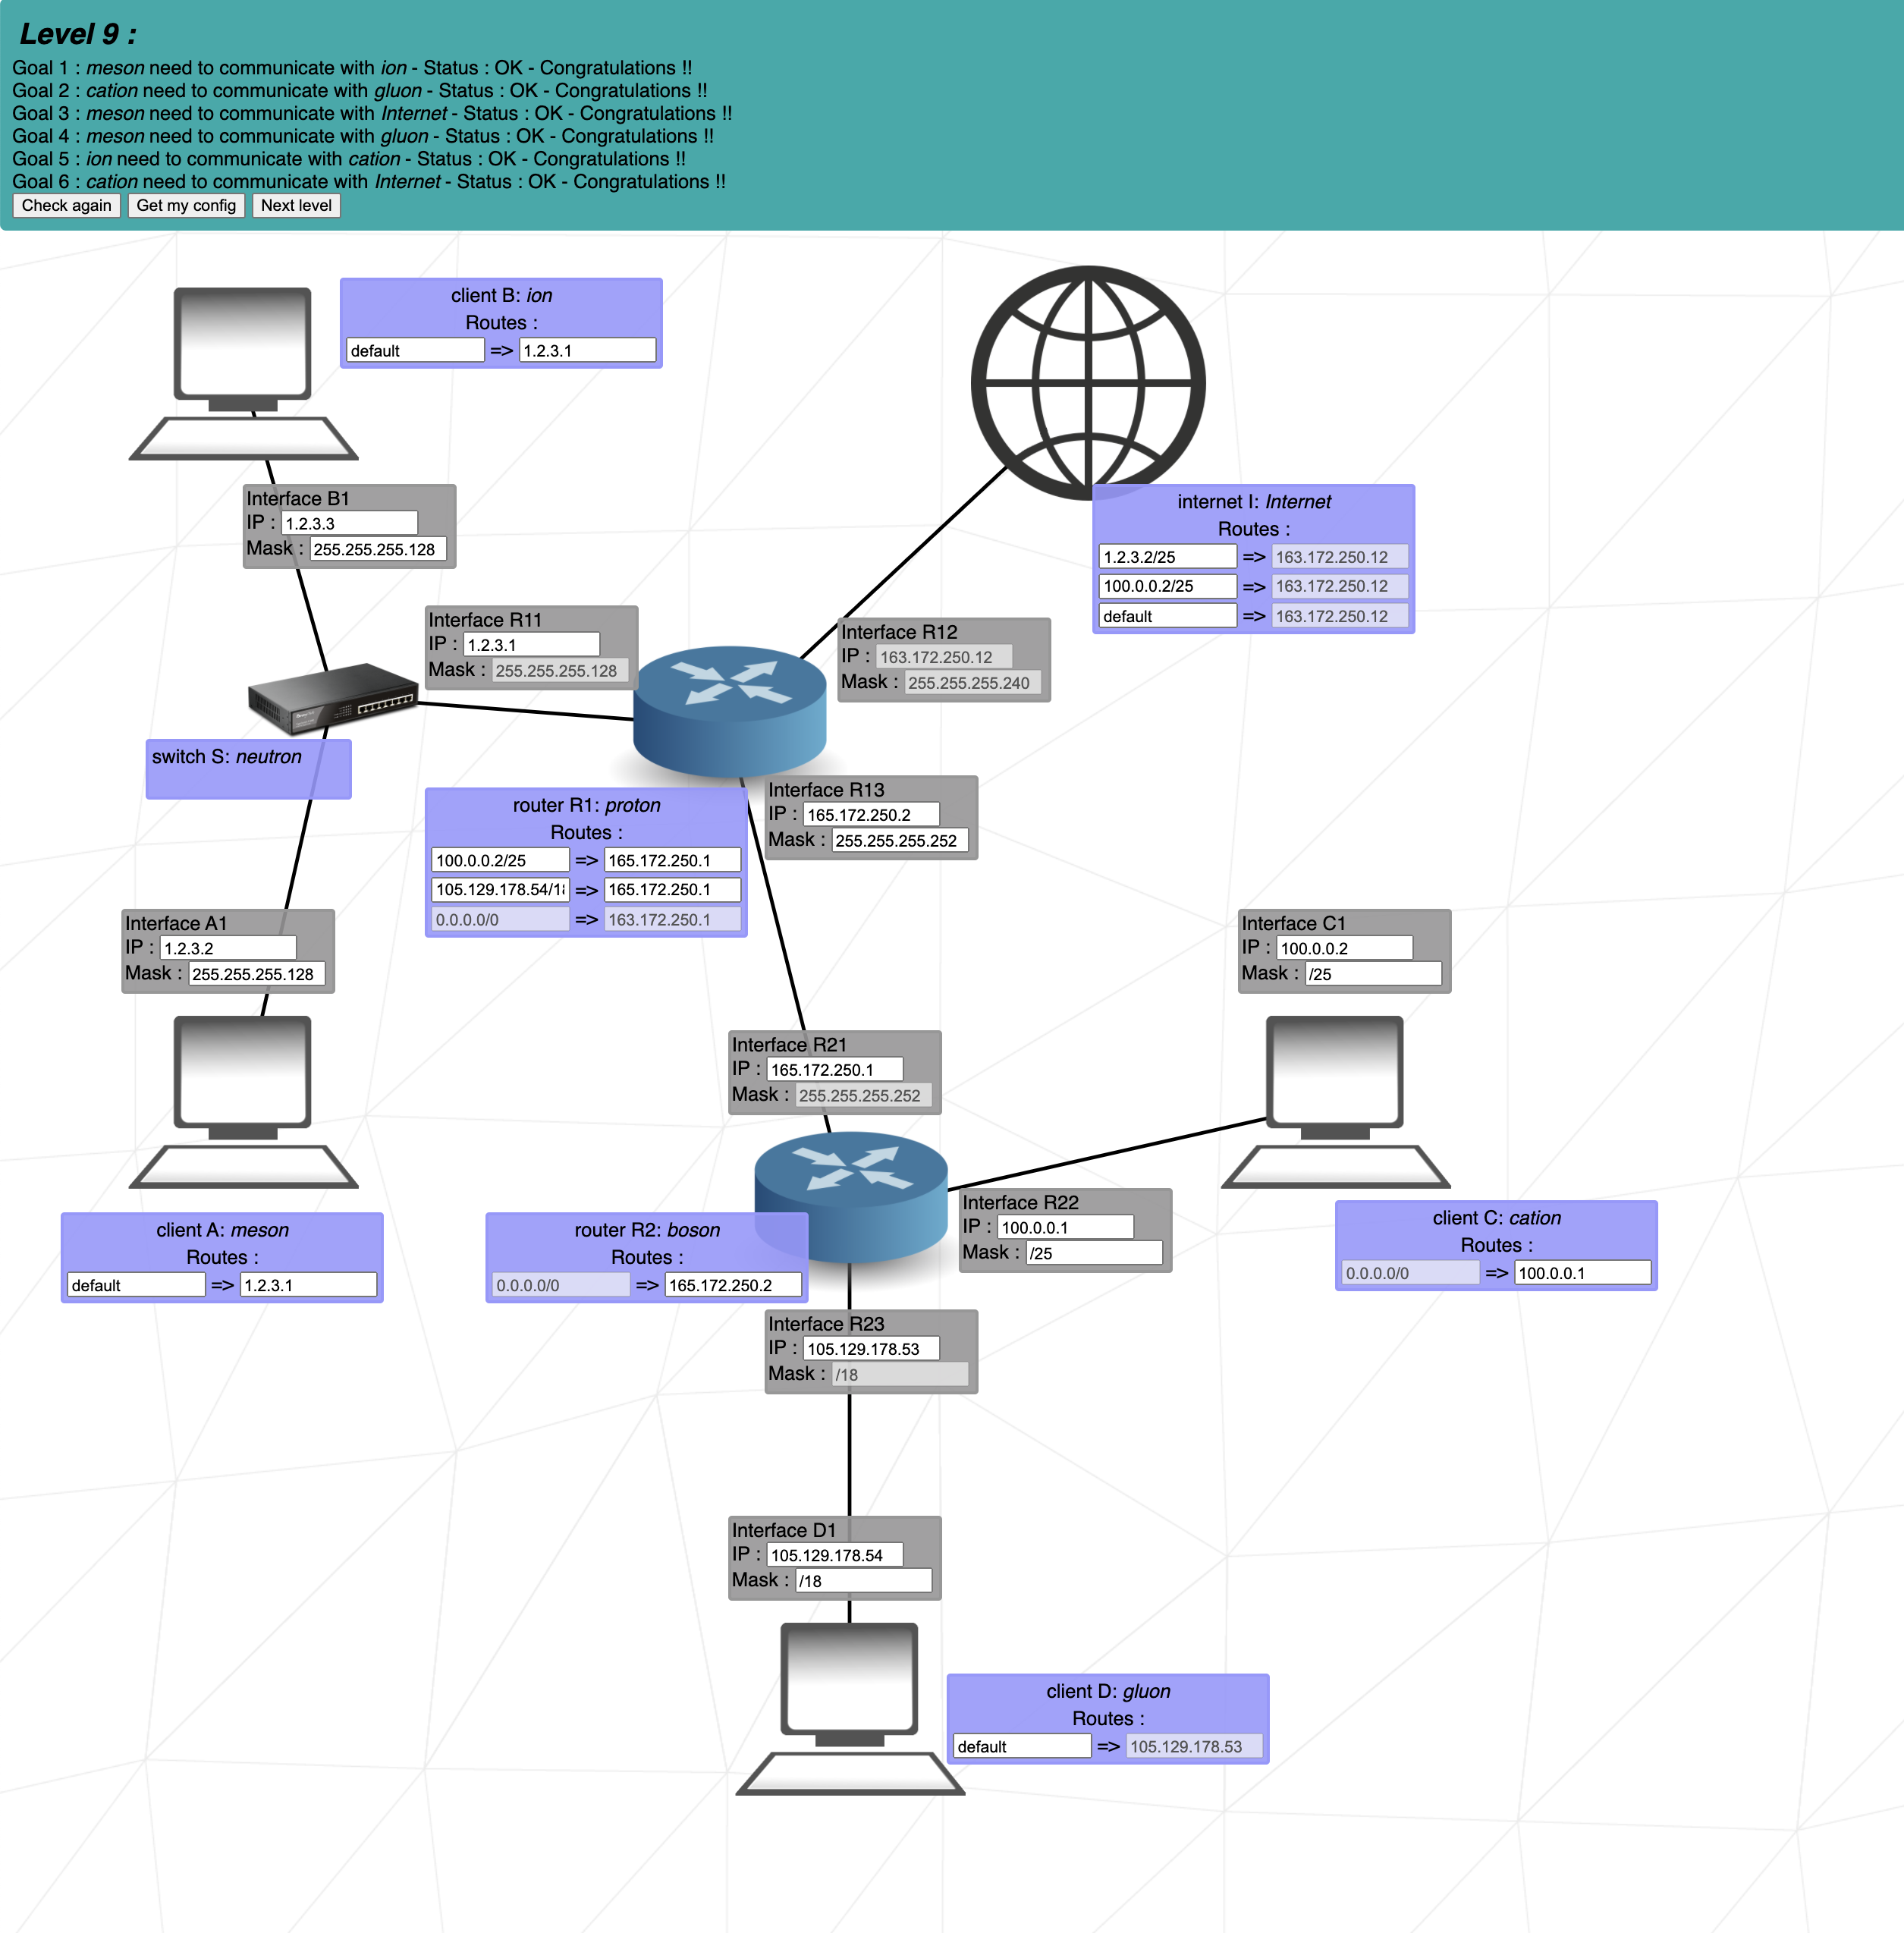 Level 9 :
Goal 1 : meson need to communicate with ion - Status : OK - Congratulations !!
Goal 2 : cation need to communicate with gluon - Status : OK - Congratulations !!
Goal 3 : meson need to communicate with Internet - Status : OK - Congratulations !!
Goal 4 : meson need to communicate with gluon - Status : OK - Congratulations !!
Goal 5 : ion need to communicate with cation - Status : OK - Congratulations !!
Goal 6 : cation need to communicate with Internet - Status : OK - Congratulations !!
Check again Get my config Next level
client B: ion
Routes :
default => 1.2.3.1
Interface B1
IP : 1.2.3.3
Mask : 255.255.255.128
internet I: Internet
Routes :
1.2.3.2/25 => 163.172.250.12
100.0.0.2/25 => 163.172.250.12
default => 163.172.250.12
Interface R11
IP : 1.2.3.1
Mask : 255.255.255.128
Interface R12
IP : 163.172.250.12
Mask : 255.255.255.240
switch S: neutron
Interface R13
IP : 165.172.250.2
Mask : 255.255.255.252
router R1: proton
Routes :
100.0.0.2/25 => 165.172.250.1
105.129.178.54/18 => 165.172.250.1
0.0.0.0/0 => 163.172.250.1
Interface A1
IP : 1.2.3.2
Mask : 255.255.255.128
Interface C1
IP : 100.0.0.2
Mask : /25
Interface R21
IP : 165.172.250.1
Mask : 255.255.255.252
Interface R22
IP : 100.0.0.1
Mask : /25
client A: meson
Routes :
default => 1.2.3.1
router R2: boson
Routes :
0.0.0.0/0 => 165.172.250.2
client C: cation
Routes :
0.0.0.0/0 => 100.0.0.1
Interface R23
IP : 105.129.178.53
Mask : /18
Interface D1
IP : 105.129.178.54
Mask : /18
client D: gluon
Routes :
default => 105.129.178.53